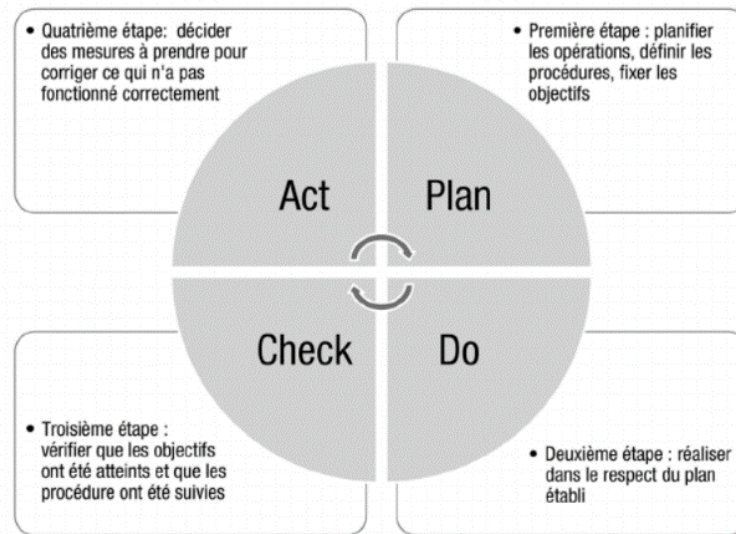 • Quatrième étape: décider
des mesures à prendre pour
corriger ce qui n'a pas
fonctionné correctement
• Première étape : planifier
les opérations, définir les
procédures, fixer les
objectifs
Act
Plan
Check
Do
• Troisième étape :
vérifier que les objectifs
ont été atteints et que les
procédure ont été suivies
• Deuxième étape : réaliser
dans le respect du plan
établi